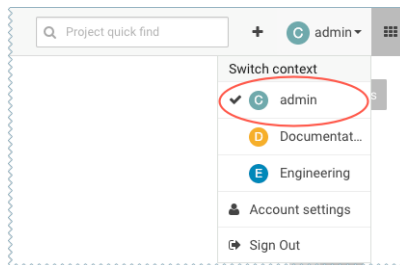 Project quick find
C admin
Switch context
C admin
D Documentat...
E Engineering
Account settings
Sign Out